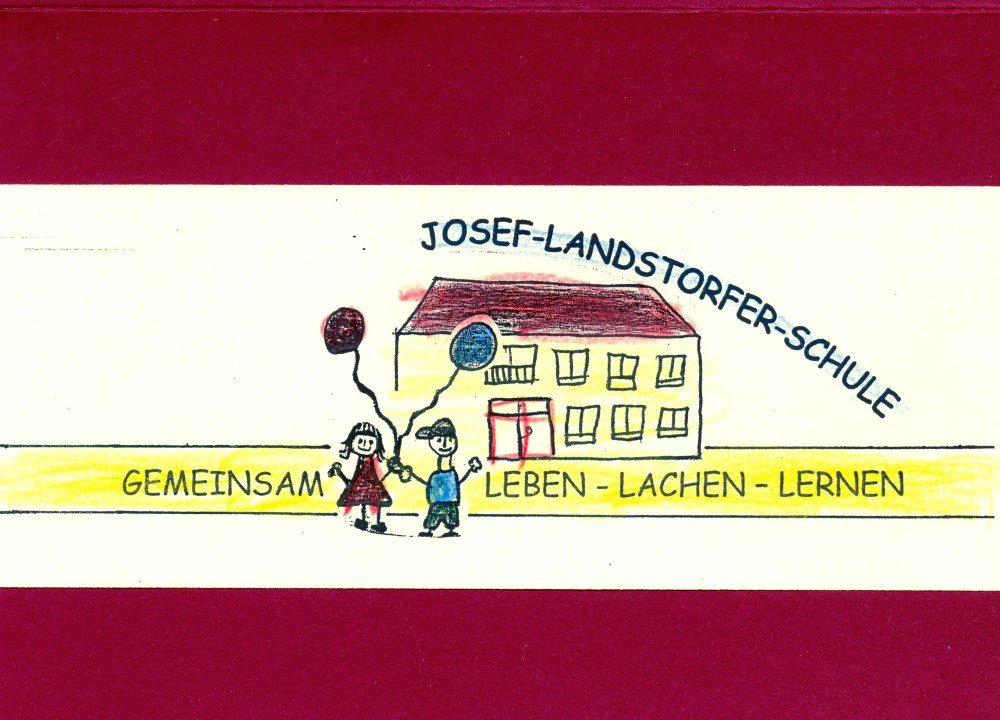 JOSEF-LANDSTORFER-SCHULE
GEMEINSAM LEBEN - LACHEN - LERNEN